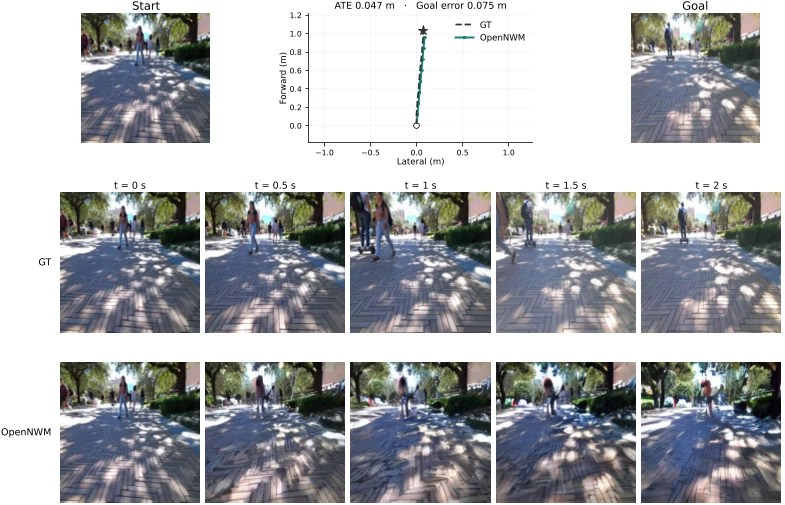 Start
ATE 0.047 m · Goal error 0.075 m
Goal
GT
OpenNWM
1.2
1.0
0.8
0.6
0.4
0.2
0.0
Forward (m)
−1.0 −0.5 0.0 0.5 1.0
Lateral (m)
t = 0 s t = 0.5 s t = 1 s t = 1.5 s t = 2 s
GT
OpenNWM